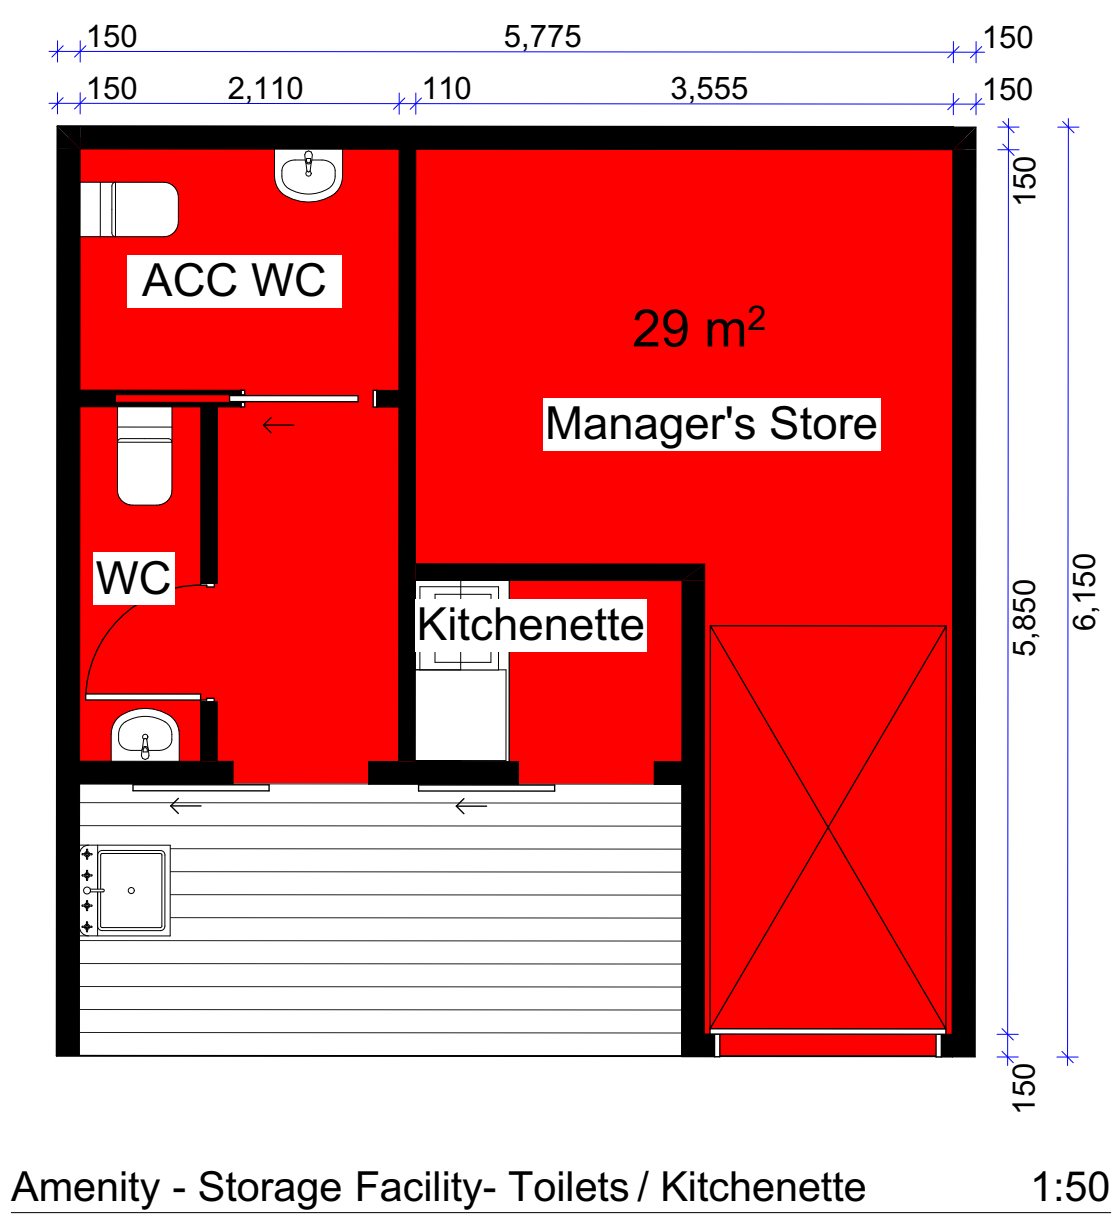 150 5,775 150
150 2,110 110 3,555 150
150
ACC WC
29 m²
Manager's Store
WC
Kitchenette
5,850
6,150
150
Amenity - Storage Facility- Toilets / Kitchenette 1:50